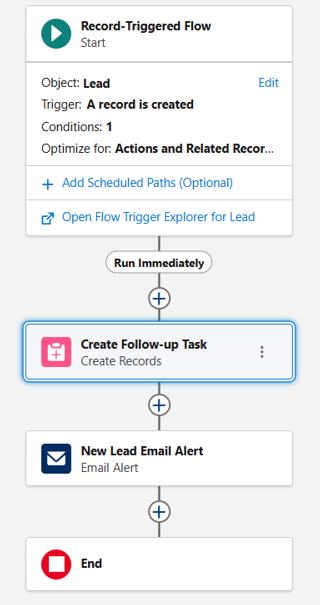 Record-Triggered Flow
Start
Object: Lead Edit
Trigger: A record is created
Conditions: 1
Optimize for: Actions and Related Recor...
Add Scheduled Paths (Optional)
Open Flow Trigger Explorer for Lead
Run Immediately
Create Follow-up Task
Create Records
New Lead Email Alert
Email Alert
End